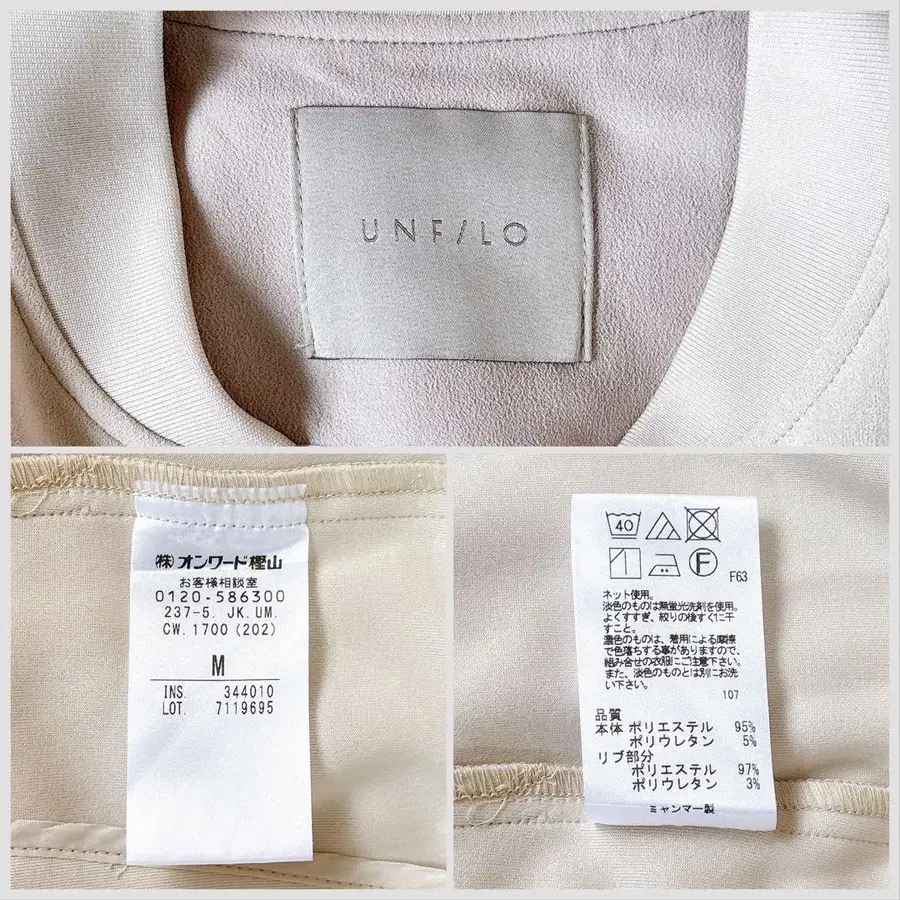 UNF/LO
㈱オンワード樫山
お客様相談室
0120-586300
237-5. JK. UM.
CW. 1700 (202)
M
INS. 344010
LOT. 7119695
40
F
F63
ネット使用。
淡色のものは無蛍光洗剤を使用。
よくすすぎ、絞りの後すぐに干
すこと。
濃色のものは、着用による摩擦
で色落ちする事がありますので、
組み合せの衣服にご注意下さい。
また、淡色のものとは別にお洗
い下さい。
107
品質
本体 ポリエステル 95%
ポリウレタン 5%
リブ部分
ポリエステル 97%
ポリウレタン 3%
ミャンマー製